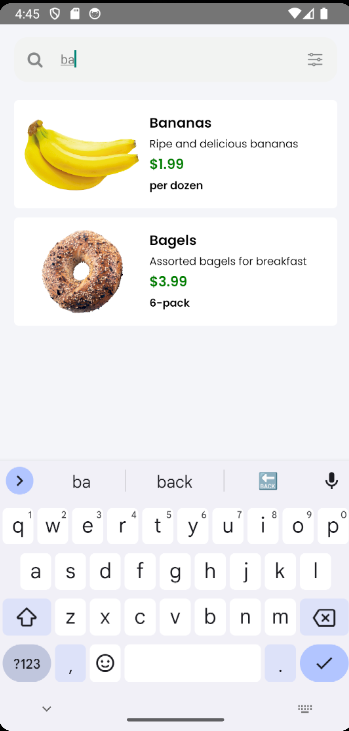 4:45
ba
Bananas
Ripe and delicious bananas
$1.99
per dozen
Bagels
Assorted bagels for breakfast
$3.99
6-pack
ba back BACK
1 2 3 4 5 6 7 8 9 0
q w e r t y u i o p
a s d f g h j k l
z x c v b n m
?123 , .